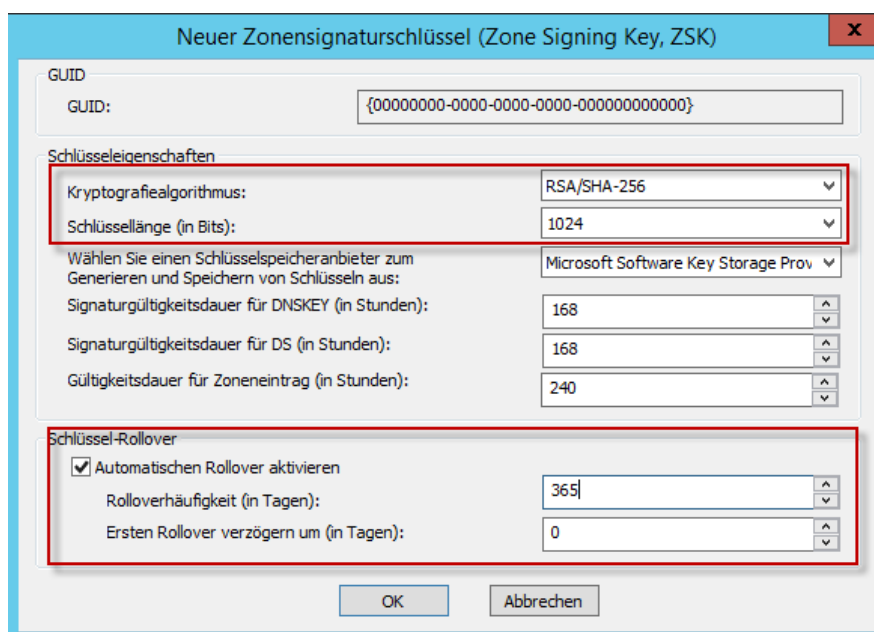 Neuer Zonensignaturschlüssel (Zone Signing Key, ZSK)
x
GUID
GUID: {00000000-0000-0000-0000-000000000000}
Schlüsseleigenschaften
Kryptografiealgorithmus: RSA/SHA-256
Schlüssellänge (in Bits): 1024
Wählen Sie einen Schlüsselspeicheranbieter zum
Generieren und Speichern von Schlüsseln aus: Microsoft Software Key Storage Prov
Signaturgültigkeitsdauer für DNSKEY (in Stunden): 168
Signaturgültigkeitsdauer für DS (in Stunden): 168
Gültigkeitsdauer für Zoneneintrag (in Stunden): 240
Schlüssel-Rollover
Automatischen Rollover aktivieren
Rolloverhäufigkeit (in Tagen): 365
Ersten Rollover verzögern um (in Tagen): 0
OK Abbrechen